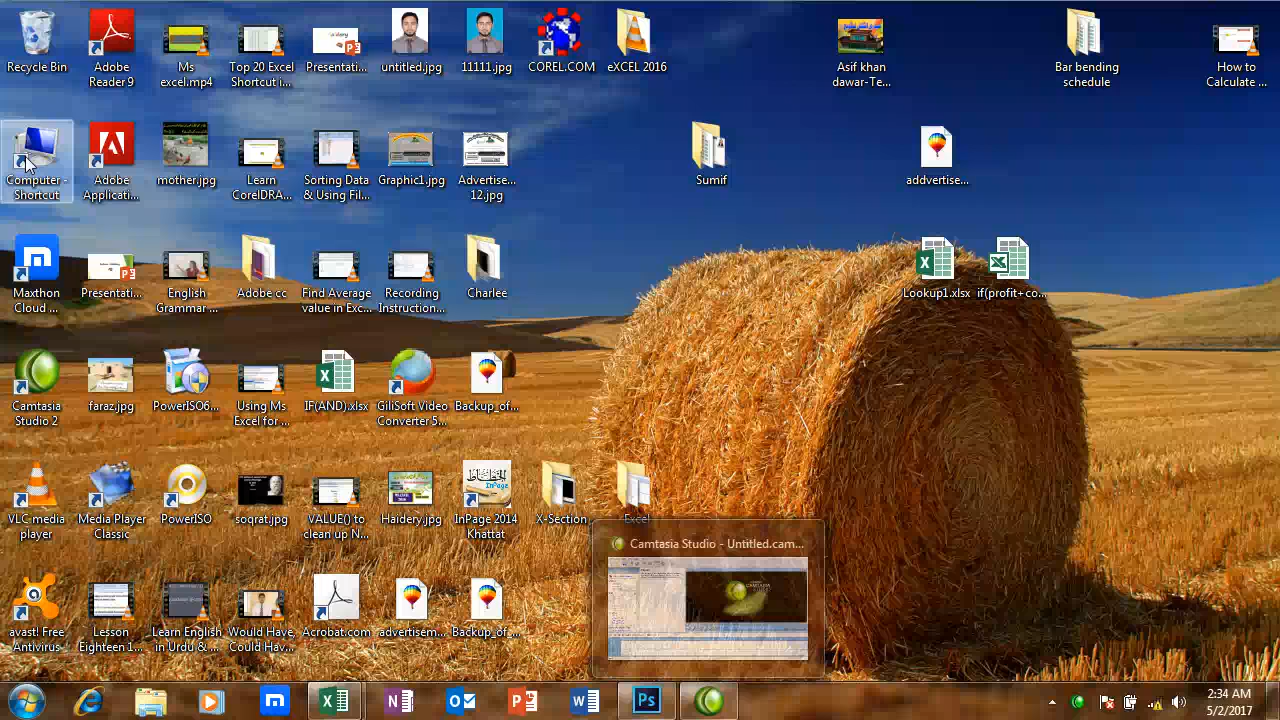 Recycle Bin
Adobe
Reader 9
Ms
excel.mp4
Top 20 Excel
Shortcut i...
Presentati...
untitled.jpg
11111.jpg
COREL.COM
eXCEL 2016
Asif khan
dawar-Te...
Bar bending
schedule
How to
Calculate ...
Computer -
Shortcut
Adobe
Applicati...
mother.jpg
Learn
CorelDRA...
Sorting Data
& Using Fil...
Graphic1.jpg
Advertise...
12.jpg
Sumif
addvertise...
Maxthon
Cloud ...
Presentati...
English
Grammar ...
Adobe cc
Find Average
value in Exc...
Recording
Instruction...
Charlee
Lookup1.xlsx
if(profit+co...
Camtasia
Studio 2
faraz.jpg
PowerISO6...
Using Ms
Excel for ...
IF(AND).xlsx
GiliSoft Video
Converter 5...
Backup_of_...
VLC media
player
Media Player
Classic
PowerISO
soqrat.jpg
VALUE() to
clean up N...
Haidery.jpg
InPage
InPage 2014
Khattat
X-Section
Excel
Camtasia Studio - Untitled.cam...
avast! Free
Antivirus
Lesson
Eighteen 1...
Learn English
in Urdu & ...
Would Have,
Could Hav...
Acrobat.com
advertisem...
Backup_of_...
2:34 AM
5/2/2017